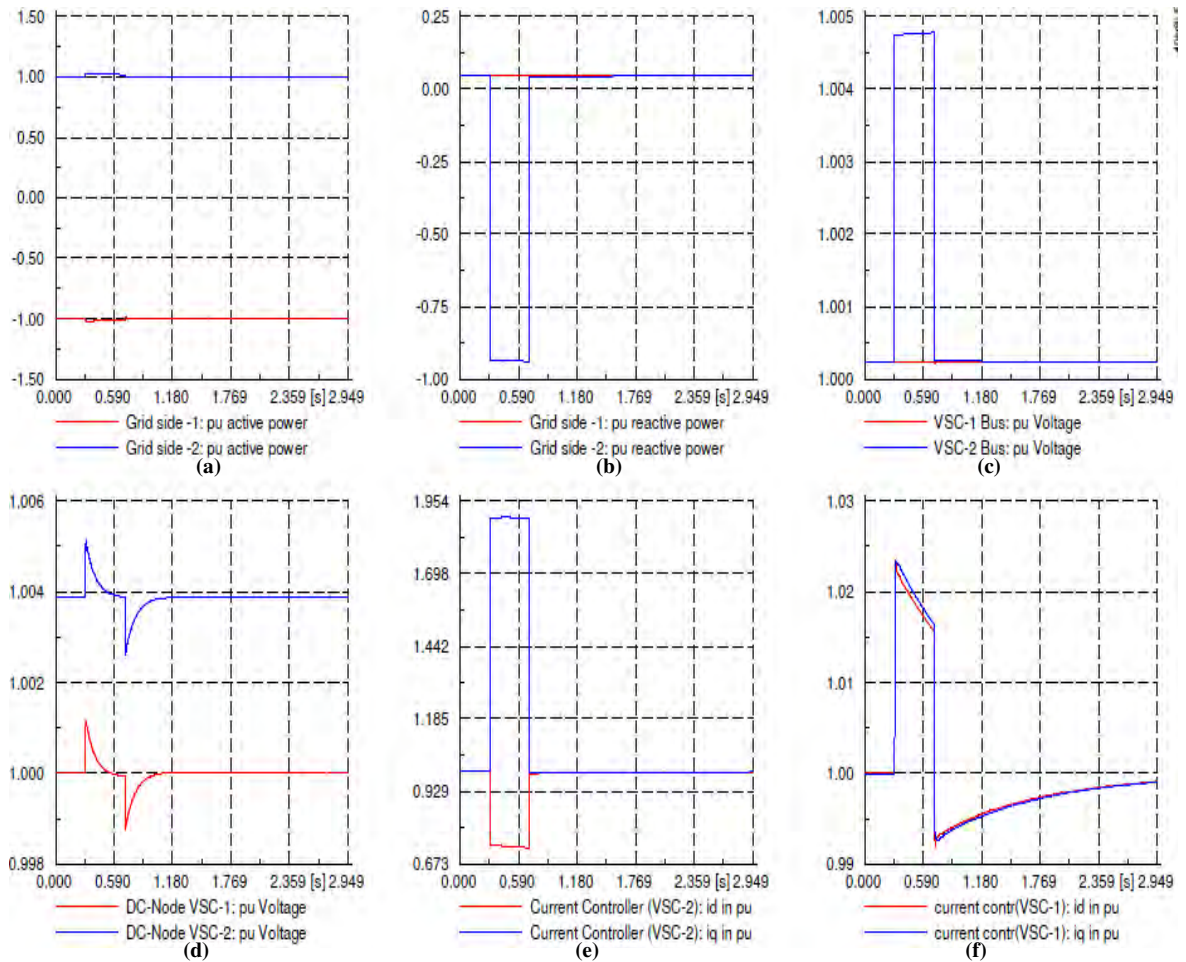 1.50
1.00
0.50
0.00
-0.50
-1.00
-1.50
0.000 0.590 1.180 1.769 2.359 [s] 2.949
Grid side -1: pu active power
Grid side -2: pu active power
(a)
0.25
0.00
-0.25
-0.50
-0.75
-1.00
0.000 0.590 1.180 1.769 2.359 [s] 2.949
Grid side -1: pu reactive power
Grid side -2: pu reactive power
(b)
1.005
1.004
1.003
1.002
1.001
1.000
0.000 0.590 1.180 1.769 2.359 [s] 2.949
VSC-1 Bus: pu Voltage
VSC-2 Bus: pu Voltage
(c)
1.006
1.004
1.002
1.000
0.998
0.000 0.590 1.180 1.769 2.359 [s] 2.949
DC-Node VSC-1: pu Voltage
DC-Node VSC-2: pu Voltage
(d)
1.954
1.698
1.442
1.185
0.929
0.673
0.000 0.590 1.180 1.769 2.359 [s] 2.949
Current Controller (VSC-2): id in pu
Current Controller (VSC-2): iq in pu
(e)
1.03
1.02
1.01
1.00
0.99
0.000 0.590 1.180 1.769 2.359 [s] 2.949
current contr(VSC-1): id in pu
current contr(VSC-1): iq in pu
(f)